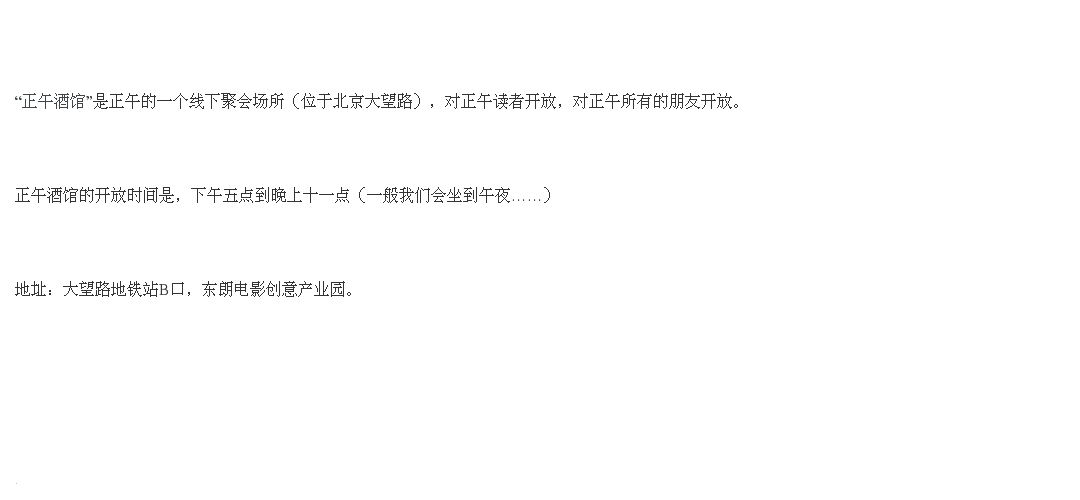 “正午酒馆”是正午的一个线下聚会场所（位于北京大望路），对正午读者开放，对正午所有的朋友开放。
正午酒馆的开放时间是，下午五点到晚上十一点（一般我们会坐到午夜……）
地址：大望路地铁站B口，东朗电影创意产业园。